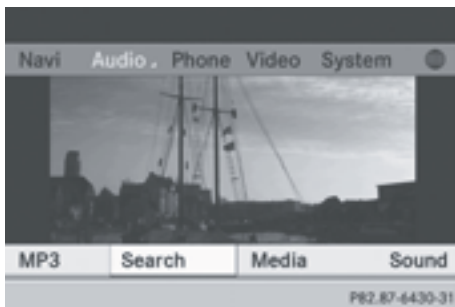 Navi Audio Phone Video System
MP3 Search Media Sound
P82.87-6430-31